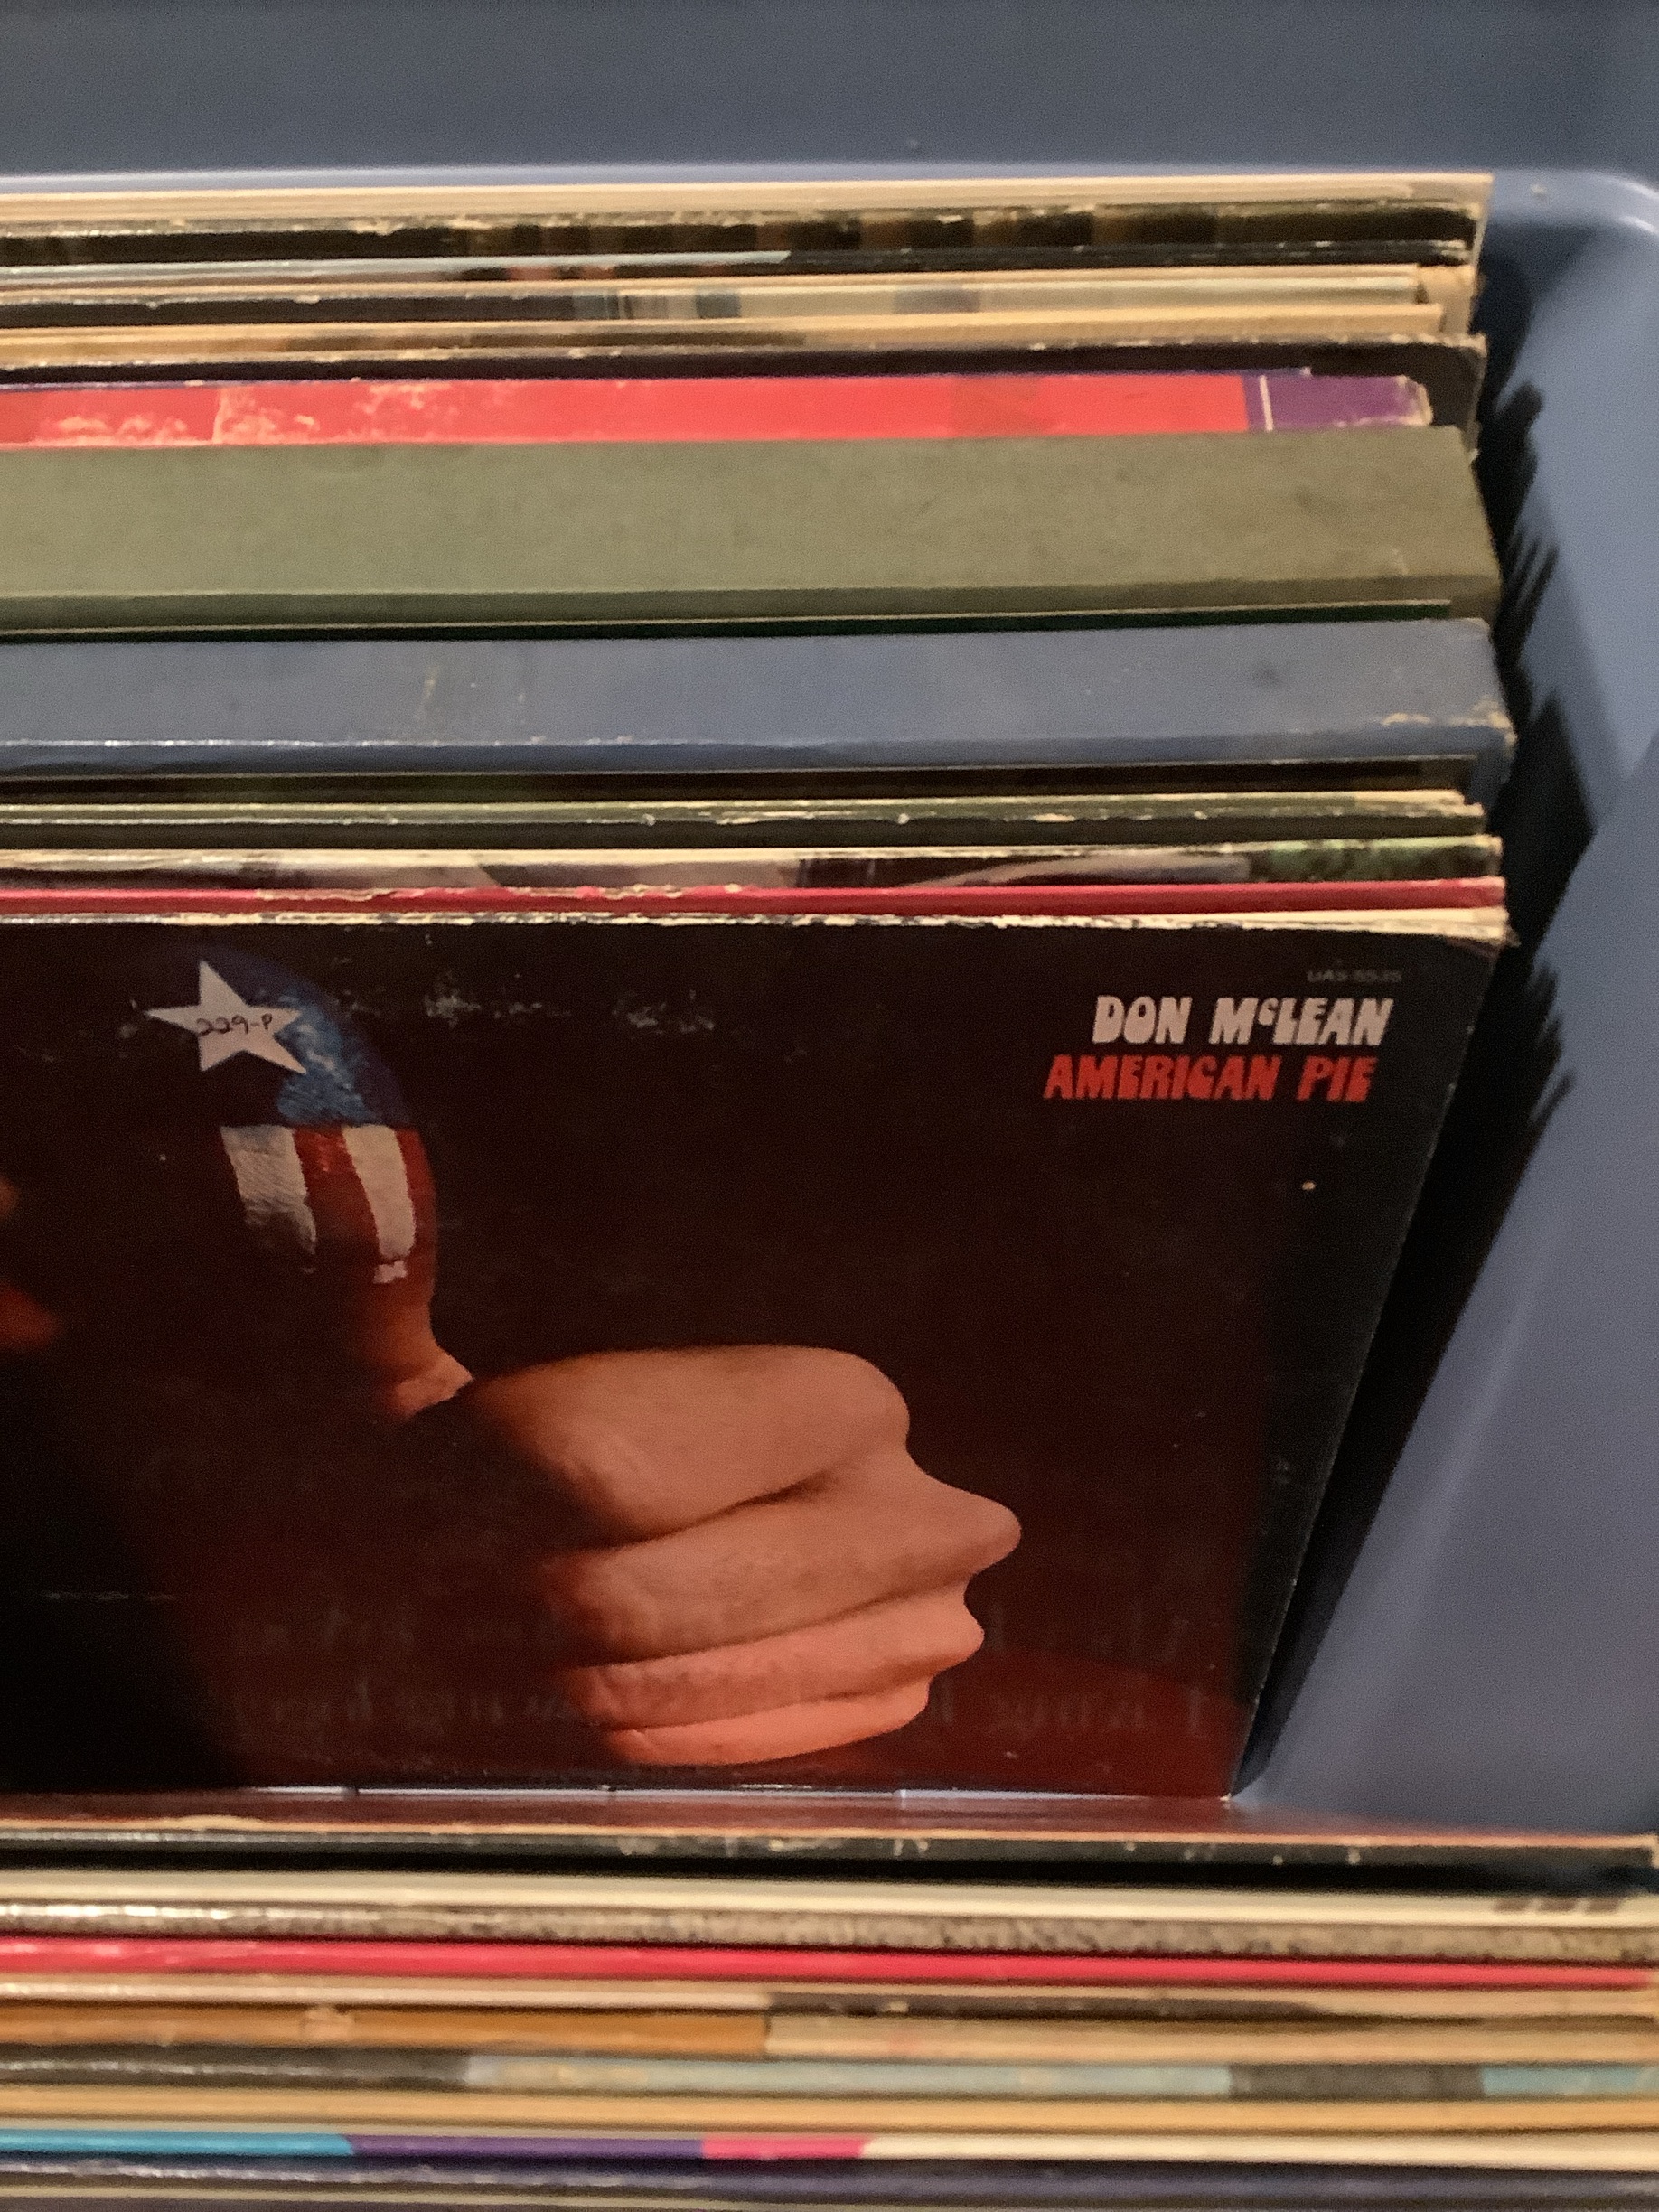 UAS-5535
DON McLEAN
AMERICAN PIE
229-P